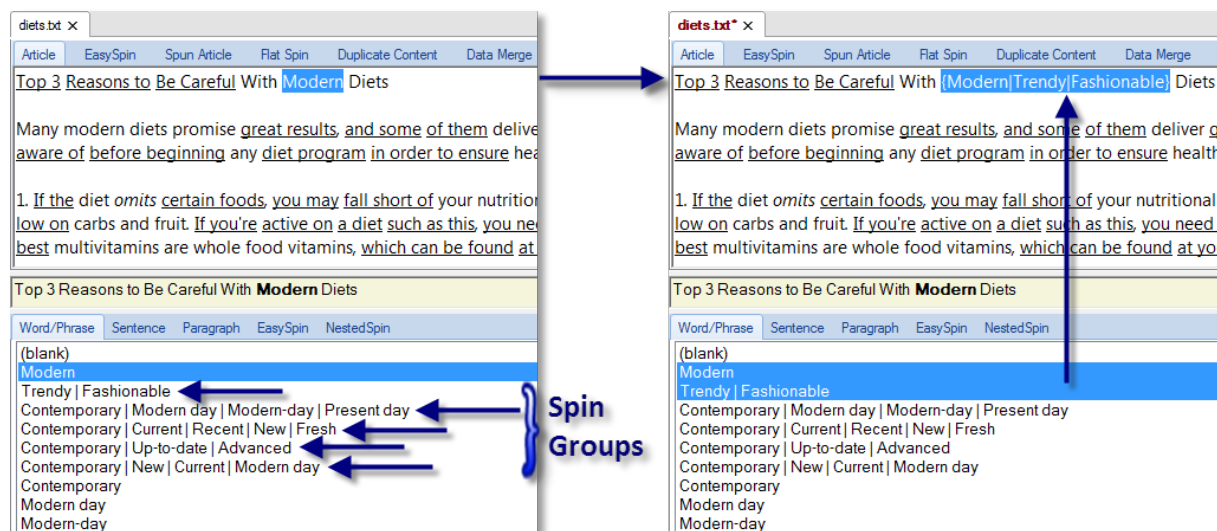 diets.txt ×
Article EasySpin Spun Article Flat Spin Duplicate Content Data Merge
Top 3 Reasons to Be Careful With Modern Diets
Many modern diets promise great results, and some of them delive
aware of before beginning any diet program in order to ensure hea
1. If the diet omits certain foods, you may fall short of your nutrition
low on carbs and fruit. If you're active on a diet such as this, you nee
best multivitamins are whole food vitamins, which can be found at
Top 3 Reasons to Be Careful With Modern Diets
Word/Phrase Sentence Paragraph EasySpin NestedSpin
(blank)
Modern
Trendy | Fashionable
Contemporary | Modern day | Modern-day | Present day
Contemporary | Current | Recent | New | Fresh
Contemporary | Up-to-date | Advanced
Contemporary | New | Current | Modern day
Contemporary
Modern day
Modern-day
Spin
Groups
diets.txt* ×
Article EasySpin Spun Article Flat Spin Duplicate Content Data Merge
Top 3 Reasons to Be Careful With {Modern|Trendy|Fashionable} Diets
Many modern diets promise great results, and some of them deliver
aware of before beginning any diet program in order to ensure health
1. If the diet omits certain foods, you may fall short of your nutritional
low on carbs and fruit. If you're active on a diet such as this, you need
best multivitamins are whole food vitamins, which can be found at yo
Top 3 Reasons to Be Careful With Modern Diets
Word/Phrase Sentence Paragraph EasySpin NestedSpin
(blank)
Modern
Trendy | Fashionable
Contemporary | Modern day | Modern-day | Present day
Contemporary | Current | Recent | New | Fresh
Contemporary | Up-to-date | Advanced
Contemporary | New | Current | Modern day
Contemporary
Modern day
Modern-day